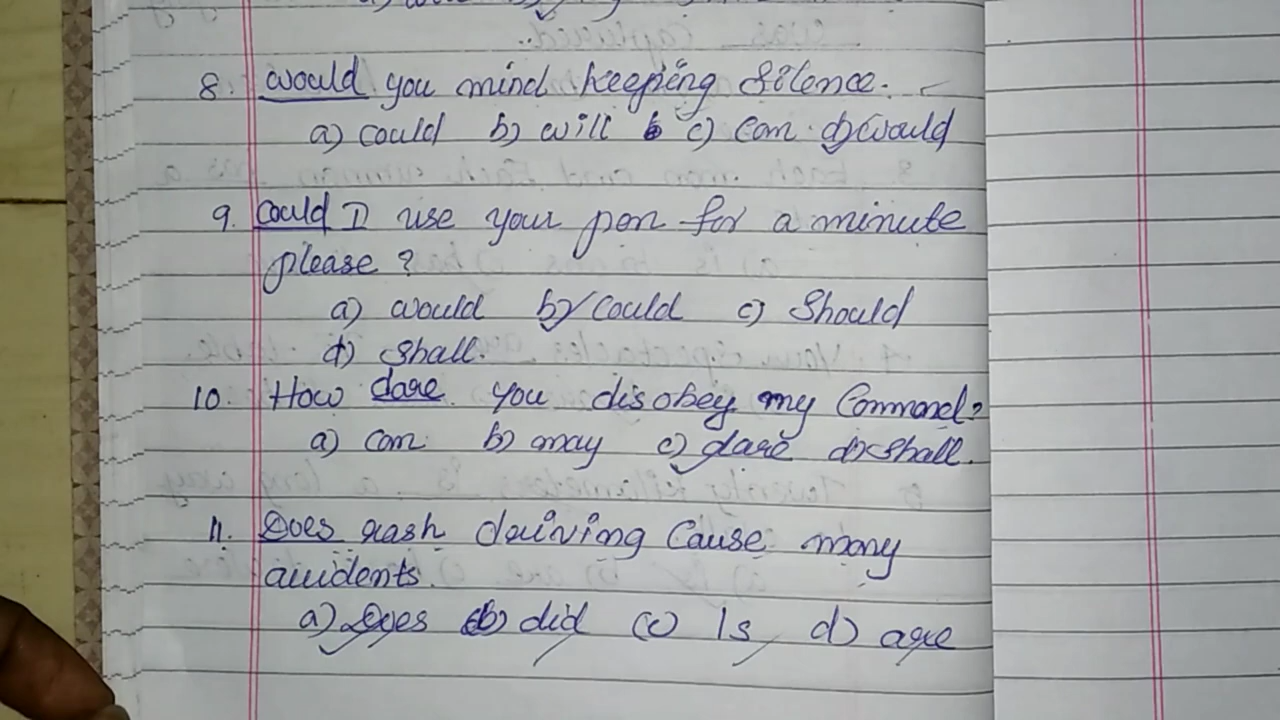 was captured.
8. would you mind keeping silence.
a) could b) will c) can d) would
9. Could I use your pen for a minute
please ?
a) would b) Could c) Should
d) shall.
10. How dare you disobey my Command?
a) can b) may c) dare d) shall.
11. Does rash driving Cause many
accidents.
a) Does b) did (c) Is d) are